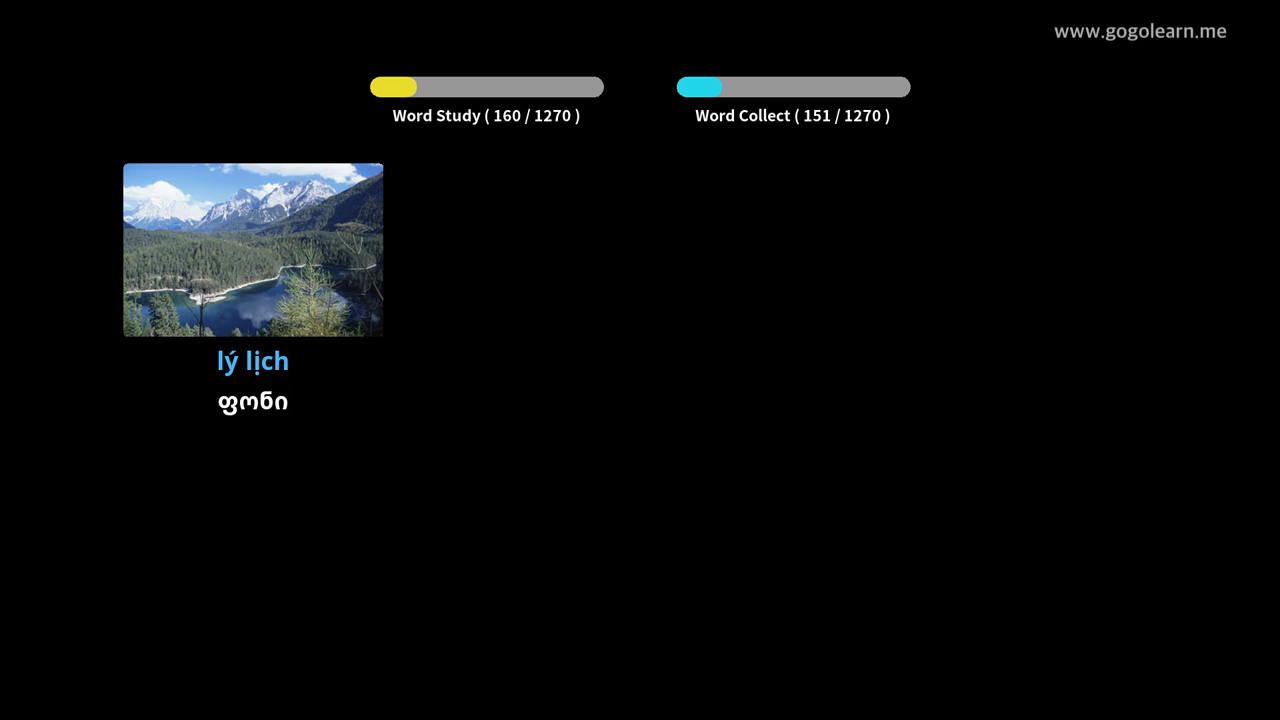 www.gogolearn.me
Word Study ( 160 / 1270 )
Word Collect ( 151 / 1270 )
lý lịch
ფონი